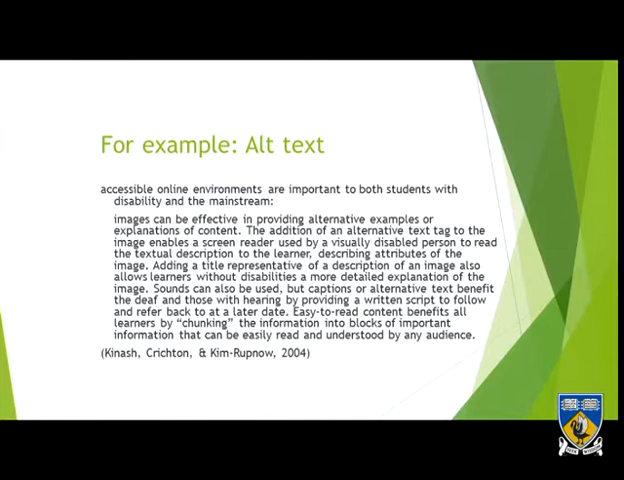 For example: Alt text
accessible online environments are important to both students with
disability and the mainstream:
images can be effective in providing alternative examples or
explanations of content. The addition of an alternative text tag to the
image enables a screen reader used by a visually disabled person to read
the textual description to the learner, describing attributes of the
image. Adding a title representative of a description of an image also
allows learners without disabilities a more detailed explanation of the
image. Sounds can also be used, but captions or alternative text benefit
the deaf and those with hearing by providing a written script to follow
and refer back to at a later date. Easy-to-read content benefits all
learners by “chunking” the information into blocks of important
information that can be easily read and understood by any audience.
(Kinash, Crichton, & Kim-Rupnow, 2004)